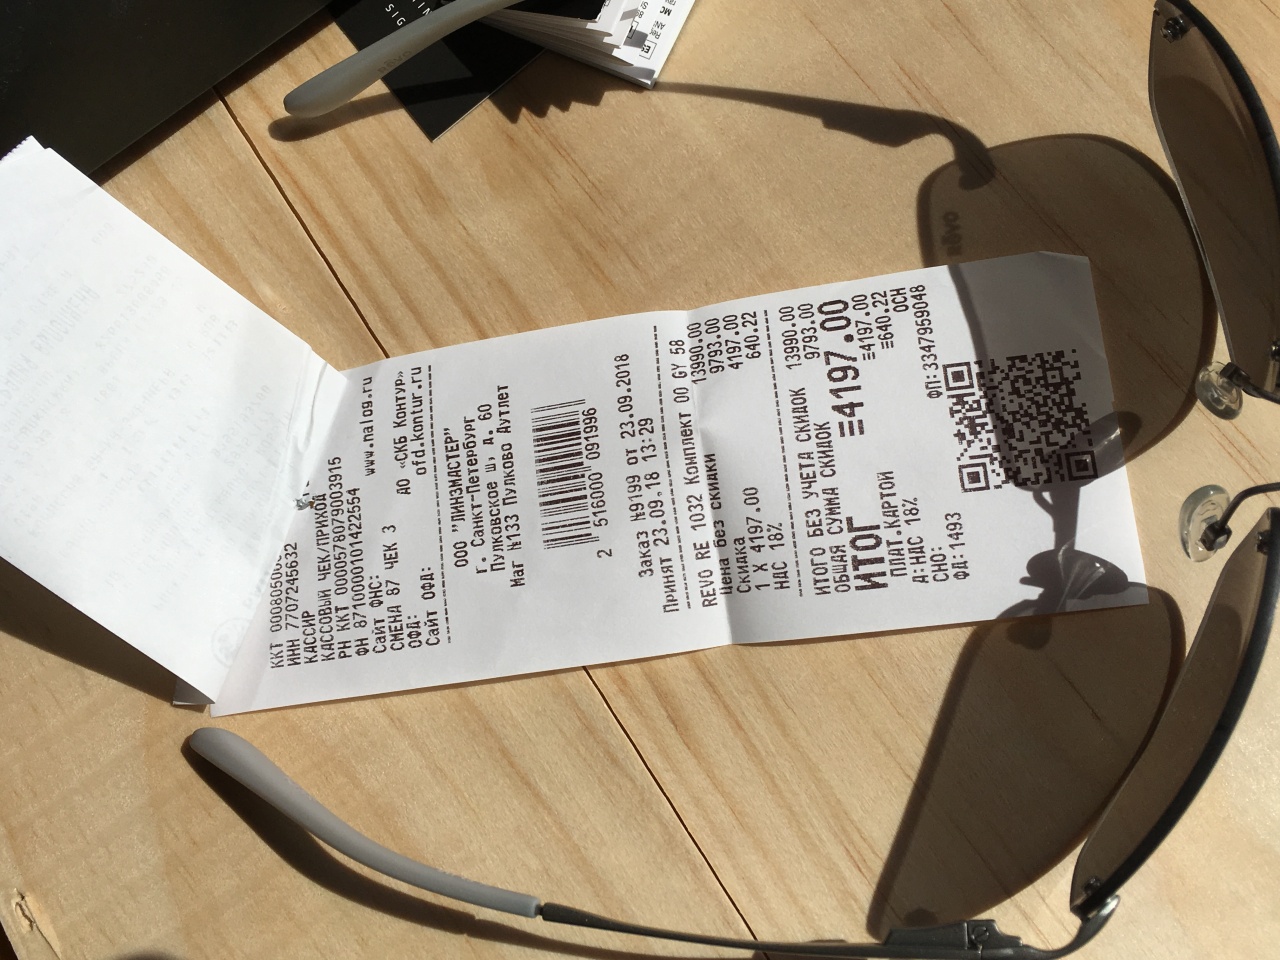 ККТ 00080500
ИНН 7707245632
КАССИР
КАССОВЫЙ ЧЕК/ПРИХОД
РН ККТ 0000578079003915
ФН 8710000101422554
Сайт ФНС: www.nalog.ru
СМЕНА 87 ЧЕК 3
ОФД: АО «СКБ Контур»
Сайт ОФД: ofd.kontur.ru
ООО "ЛИНЗМАСТЕР"
г. Санкт-Петербург
Пулковское ш, д. 60
Маг №133 Пулково Аутлет
2 516000 091996
Заказ №9199 от 23.09.2018
Принят 23.09.18 13:29
REVO RE 1032 Комплект 00 GY 58
Цена без скидки 13990.00
Скидка 9793.00
1 X 4197.00 4197.00
НДС 18% 640.22
ИТОГО БЕЗ УЧЕТА СКИДОК 13990.00
ОБЩАЯ СУММА СКИДОК 9793.00
ИТОГ ≡4197.00
ПЛАТ.КАРТОЙ ≡4197.00
Д:НДС 18% ≡640.22
СНО: ОСН
ФД:1493 ФП:3347959048
revo